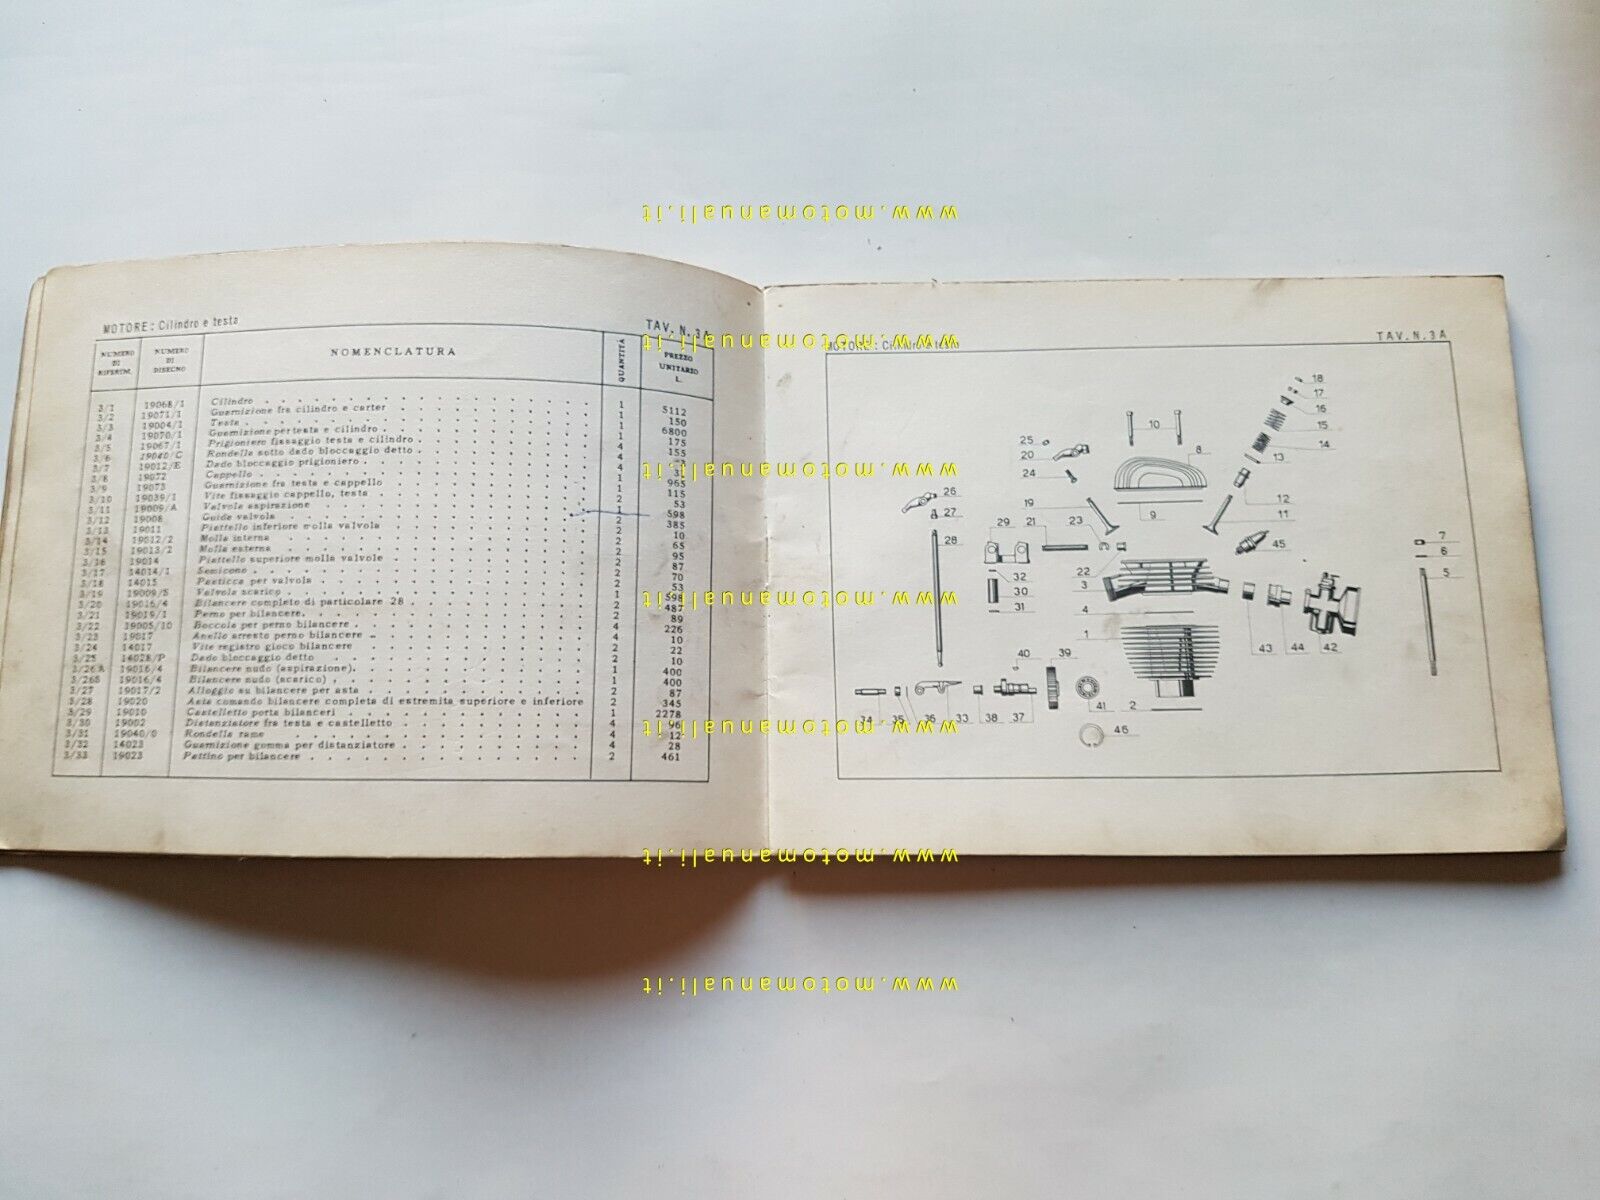 www.motomanuali.it
MOTORE: Cilindro e testa TAV. N. 3A
NUMERO DI RIFERIM. NUMERO DI DISEGNO NOMENCLATURA QUANTITÀ PREZZO UNITARIO L.
3/1 19068/1 Cilindro 1 5112
3/2 19071/1 Guarnizione fra cilindro e carter 1 150
3/3 19004/1 Testa 1 6800
3/4 19070/1 Guarnizione per testa e cilindro 1 175
3/5 19067/1 Prigioniero fissaggio testa e cilindro 4 155
3/6 19040/C Rondella sotto dado bloccaggio detto 4
3/7 19012/E Dado bloccaggio prigioniero 4
3/8 19072 Cappello 1 965
3/9 19073 Guarnizione fra testa e cappello 1 115
3/10 19039/1 Vite fissaggio cappello, testa 2 53
3/11 19009/A Valvola aspirazione 1 598
3/12 19008 Guida valvola 2 385
3/13 19011 Piattello inferiore molla valvola 2 10
3/14 19012/2 Molla interna 2 65
3/15 19013/2 Molla esterna 2 95
3/16 19014 Piattello superiore molla valvole 2 87
3/17 14014/1 Semicono 2 70
3/18 14015 Pasticca per valvola 2 53
3/19 19009/S Valvola scarico 1 598
3/20 19016/4 Bilancere completo di particolare 28 2 487
3/21 19019/1 Perno per bilancere 2 89
3/22 19005/10 Boccola per perno bilancere 4 226
3/23 19017 Anello arresto perno bilancere 4 10
3/24 14017 Vite registro gioco bilancere 2 22
3/25 14028/P Dado bloccaggio detto 2 10
3/26A 19016/4 Bilancere nudo (aspirazione) 1 400
3/26S 19016/4 Bilancere nudo (scarico) 1 400
3/27 19017/2 Alloggio su bilancere per asta 2 87
3/28 19020 Asta comando bilancere completa di estremita superiore e inferiore 2 345
3/29 19010 Castelletto porta bilanceri 1 2278
3/30 19002 Distanziatore fra testa e castelletto 4 96
3/31 19040/0 Rondella rame 4 12
3/32 14023 Guarnizione gomma per distanziatore 4 28
3/33 19023 Pattino per bilancere 2 461
MOTORE: Cilindro e testa TAV. N. 3A
18
17
16
15
14
13
12
11
10
8
9
25
20
24
19
26
27
28
29 21 23
22
32
30
31
3
4
1
45
7
6
5
43 44 42
40 39
34 35 36 33 38 37
41 2
46
www.motomanuali.it
www.motomanuali.it
www.motomanuali.it
www.motomanuali.it
www.motomanuali.it
www.motomanuali.it